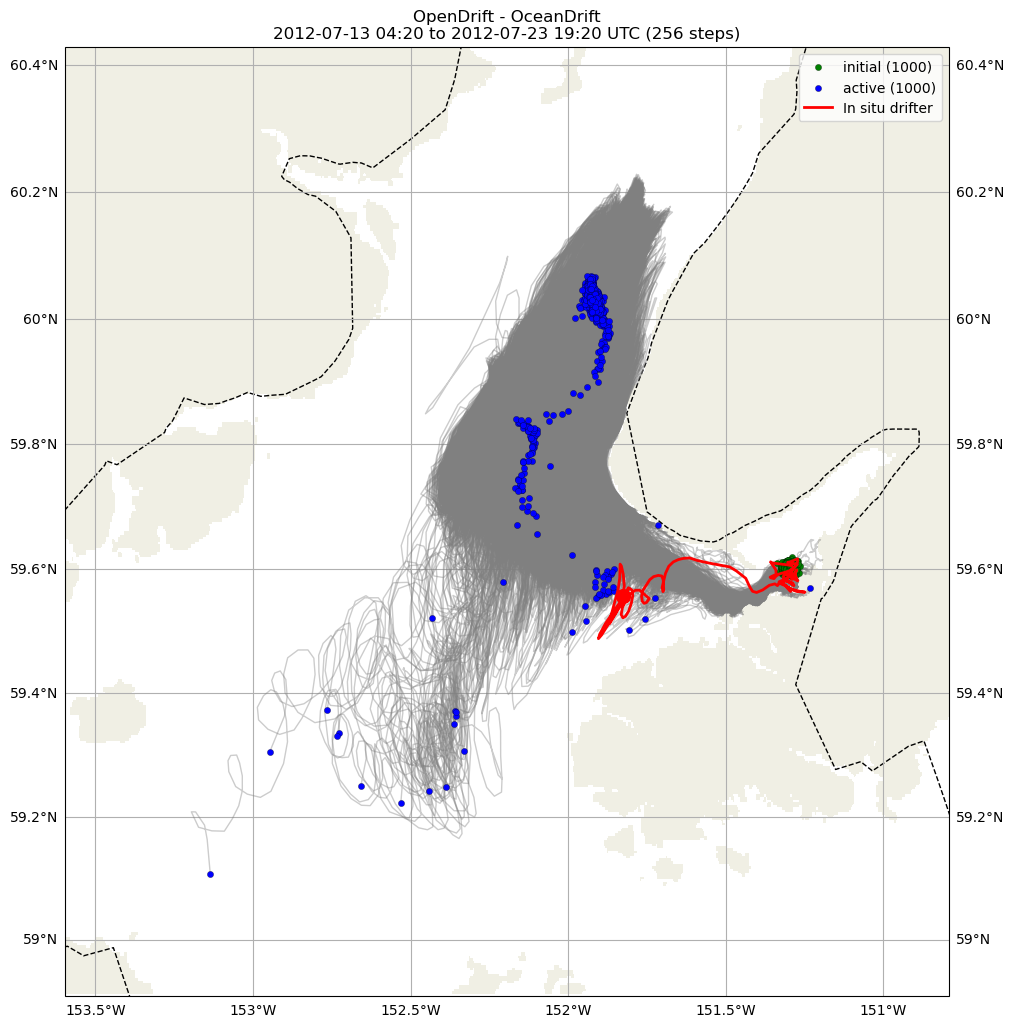 OpenDrift - OceanDrift
2012-07-13 04:20 to 2012-07-23 19:20 UTC (256 steps)
initial (1000)
active (1000)
In situ drifter
60.4°N
60.4°N
60.2°N
60.2°N
60°N
60°N
59.8°N
59.8°N
59.6°N
59.6°N
59.4°N
59.4°N
59.2°N
59.2°N
59°N
59°N
153.5°W
153°W
152.5°W
152°W
151.5°W
151°W